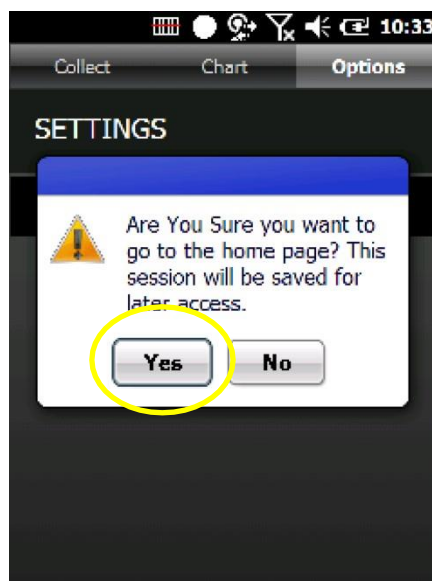 10:33
Collect Chart Options
SETTINGS
Are You Sure you want to
go to the home page? This
session will be saved for
later access.
Yes No